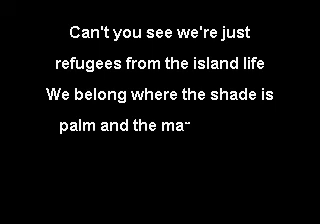 Can't you see we're just
refugees from the island life
We belong where the shade is
palm and the ma~